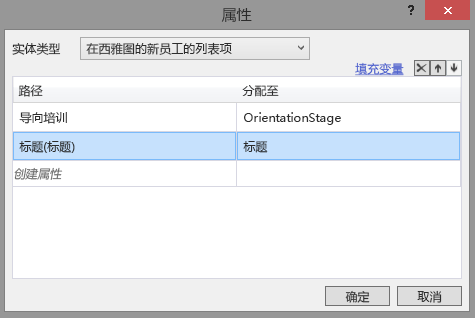 属性
?
实体类型 在西雅图的新员工的列表项
填充变量
路径 分配至
导向培训 OrientationStage
标题(标题) 标题
创建属性
确定 取消